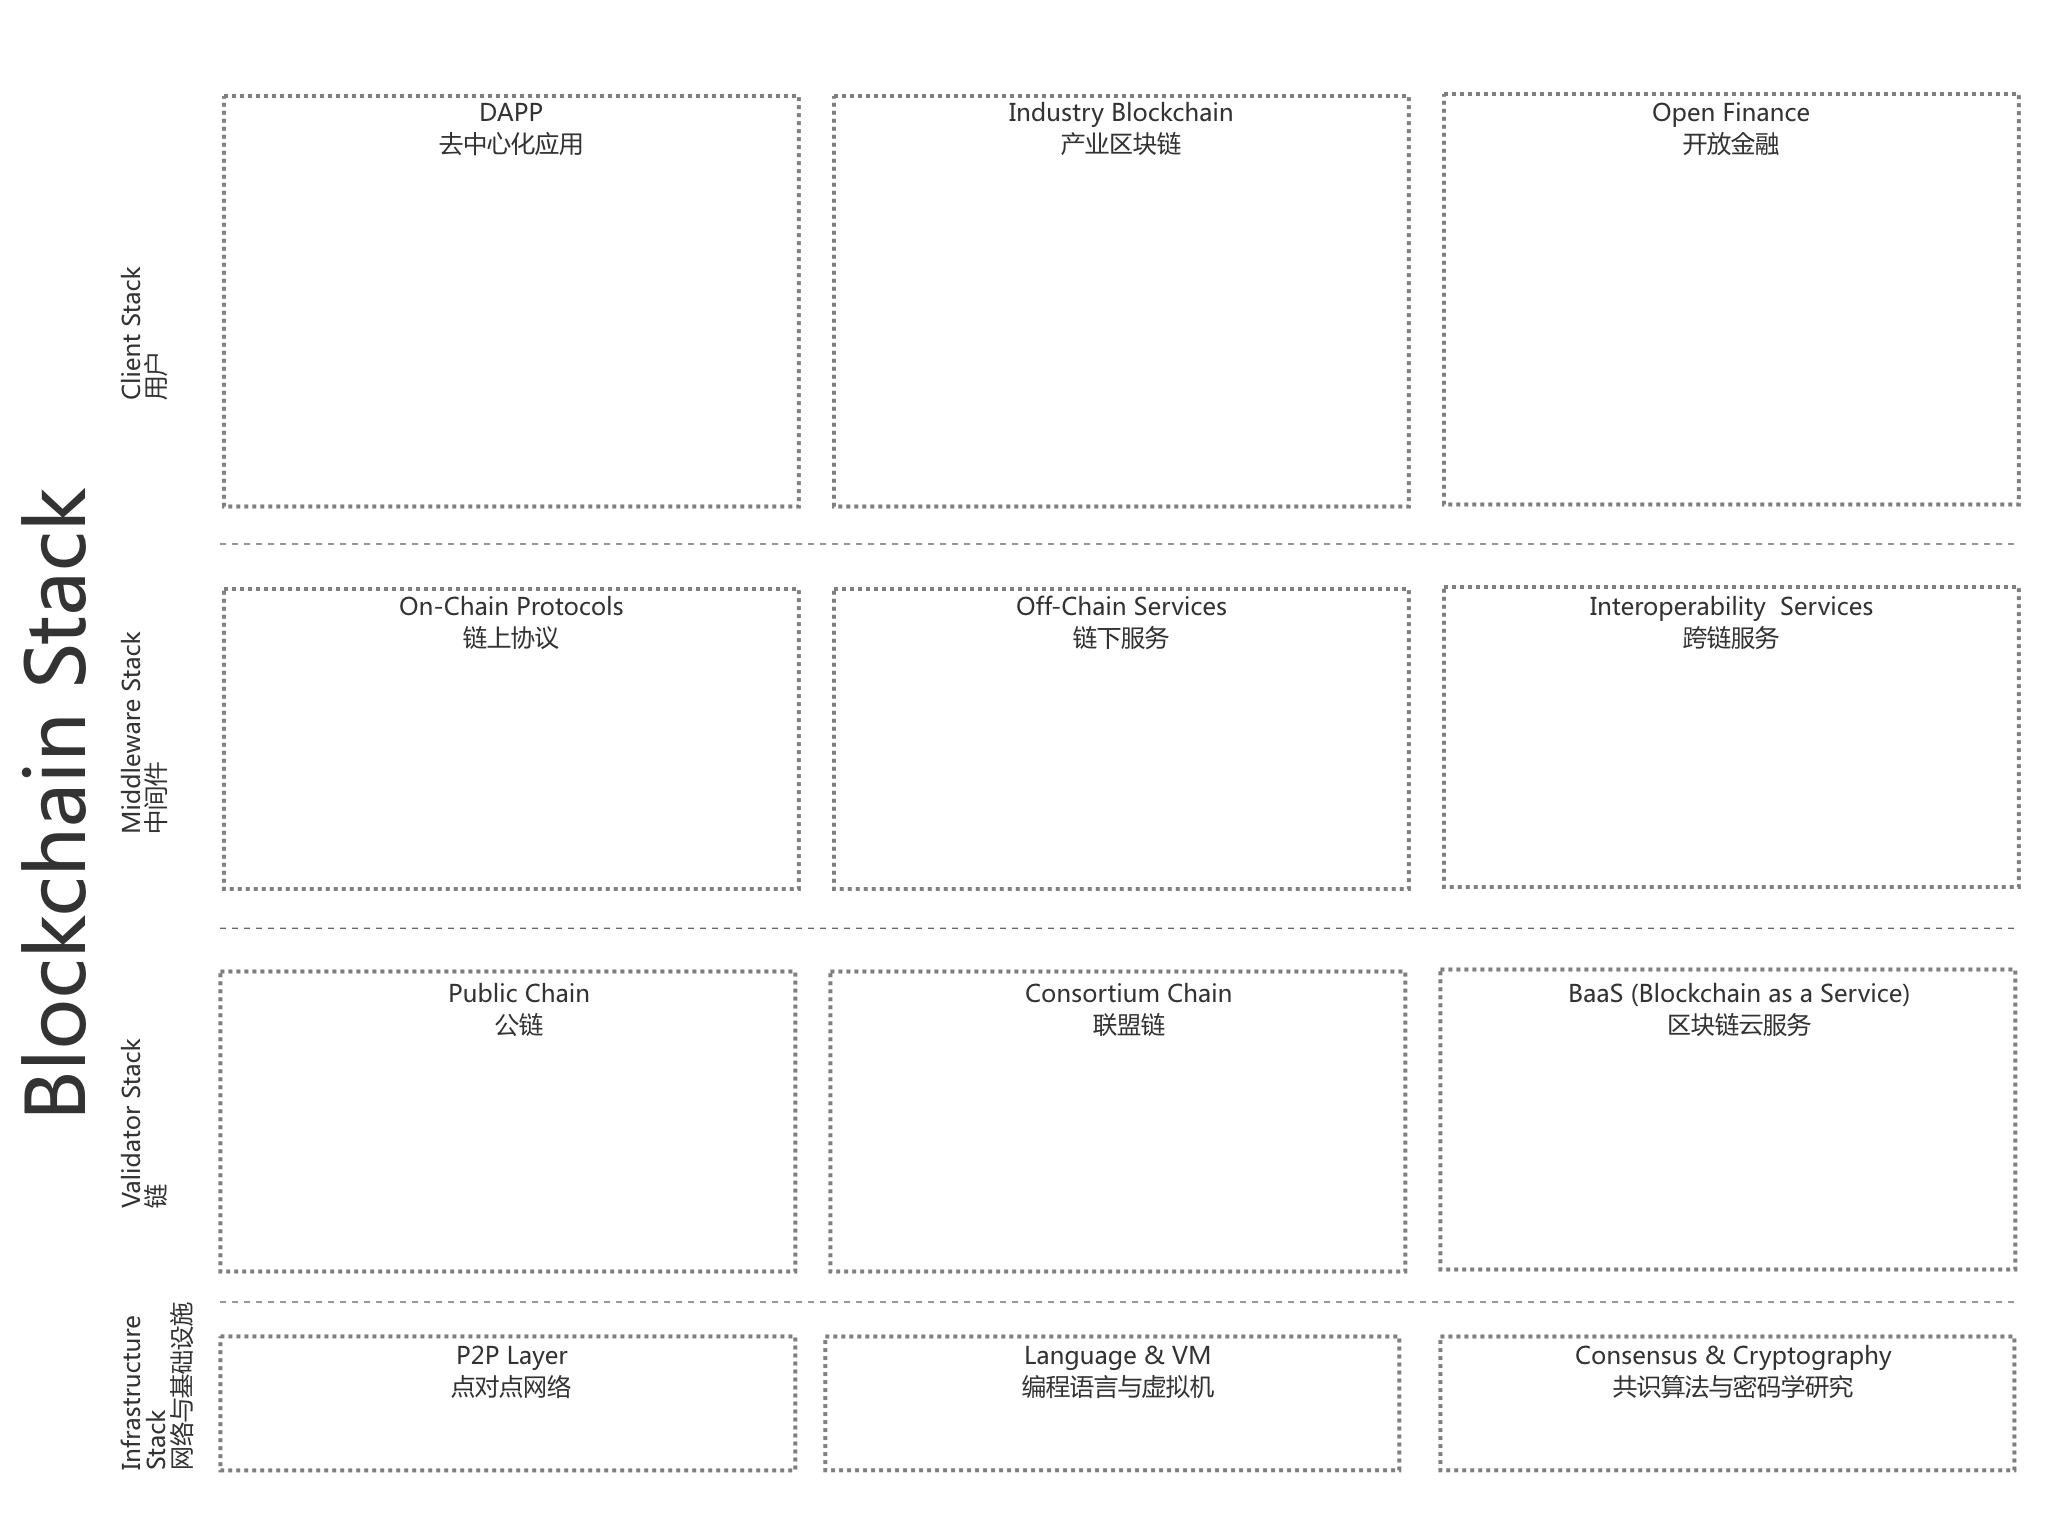 Blockchain Stack
Client Stack
用户
DAPP
去中心化应用
Industry Blockchain
产业区块链
Open Finance
开放金融
Middleware Stack
中间件
On-Chain Protocols
链上协议
Off-Chain Services
链下服务
Interoperability  Services
跨链服务
Validator Stack
链
Public Chain
公链
Consortium Chain
联盟链
BaaS (Blockchain as a Service)
区块链云服务
Infrastructure
Stack
网络与基础设施
P2P Layer
点对点网络
Language & VM
编程语言与虚拟机
Consensus & Cryptography
共识算法与密码学研究